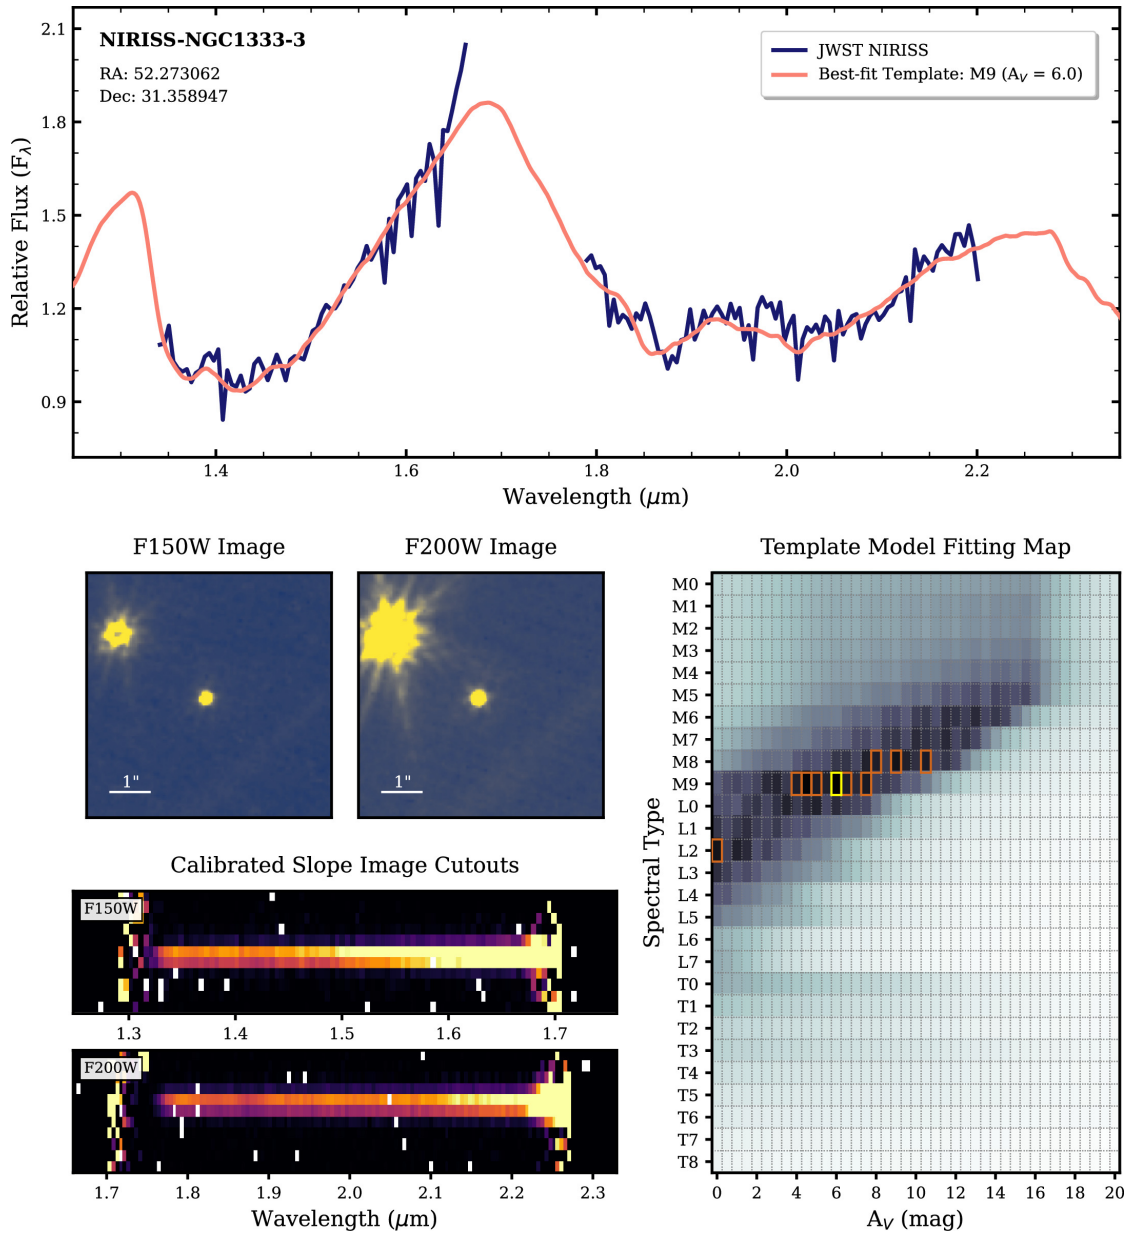 NIRISS-NGC1333-3
RA: 52.273062
Dec: 31.358947
JWST NIRISS
Best-fit Template: M9 (A_V = 6.0)
2.1
1.8
1.5
1.2
0.9
Relative Flux (F_λ)
1.4
1.6
1.8
2.0
2.2
Wavelength (μm)
F150W Image
1"
F200W Image
1"
Calibrated Slope Image Cutouts
F150W
1.3
1.4
1.5
1.6
1.7
F200W
1.7
1.8
1.9
2.0
2.1
2.2
2.3
Wavelength (μm)
Template Model Fitting Map
Spectral Type
M0
M1
M2
M3
M4
M5
M6
M7
M8
M9
L0
L1
L2
L3
L4
L5
L6
L7
T0
T1
T2
T3
T4
T5
T6
T7
T8
0 2 4 6 8 10 12 14 16 18 20
A_V (mag)